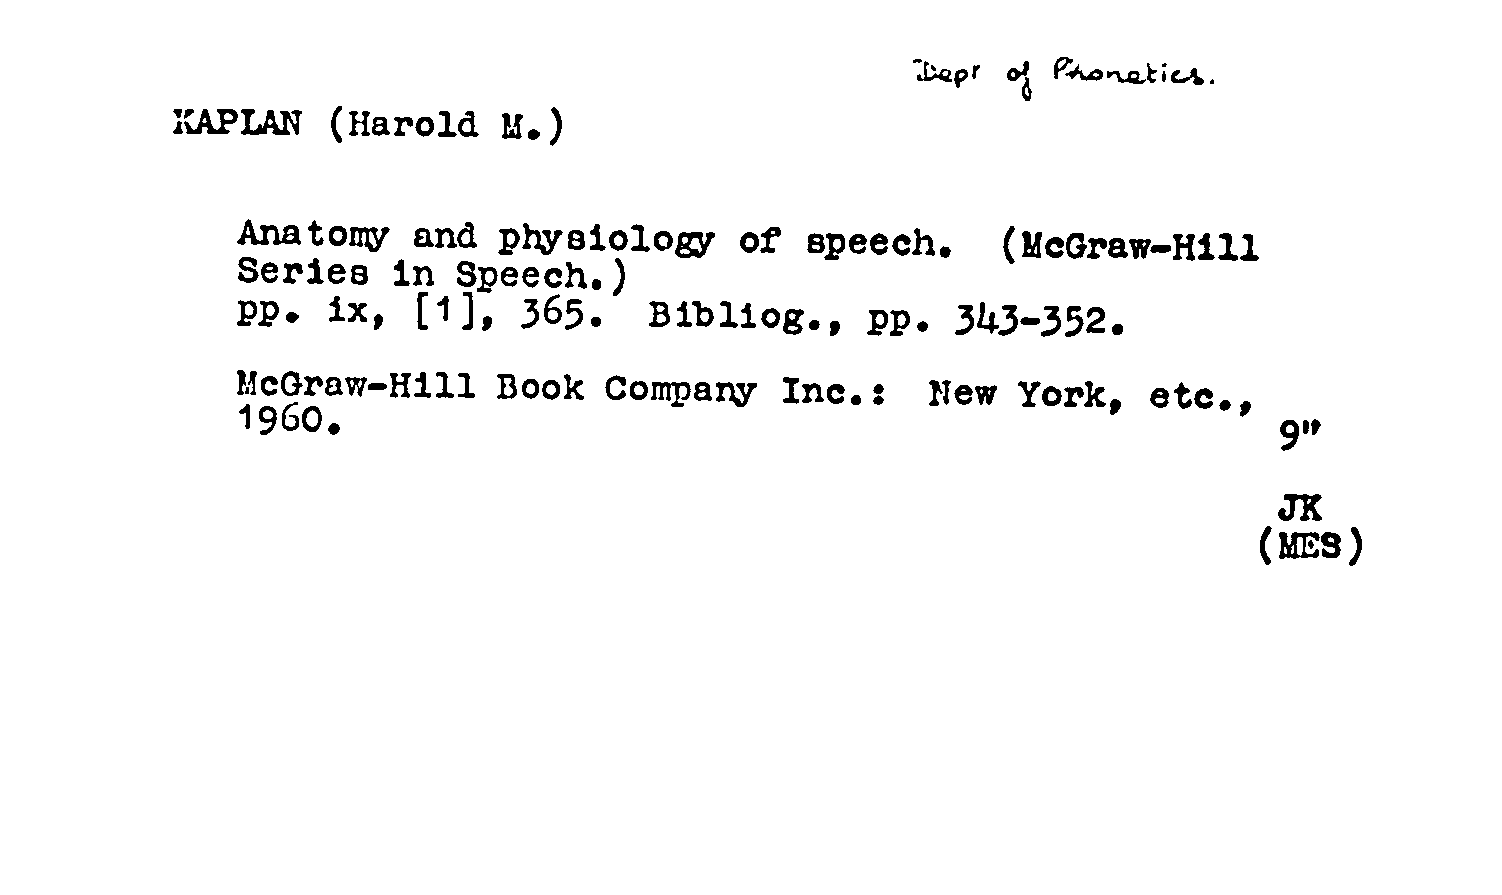 Dept of Phonetics.
KAPLAN (Harold M.)
Anatomy and physiology of speech. (McGraw-Hill
Series in Speech.)
pp. ix, [1], 365. Bibliog., pp. 343-352.
McGraw-Hill Book Company Inc.: New York, etc.,
1960.
9"
JK
(MES)